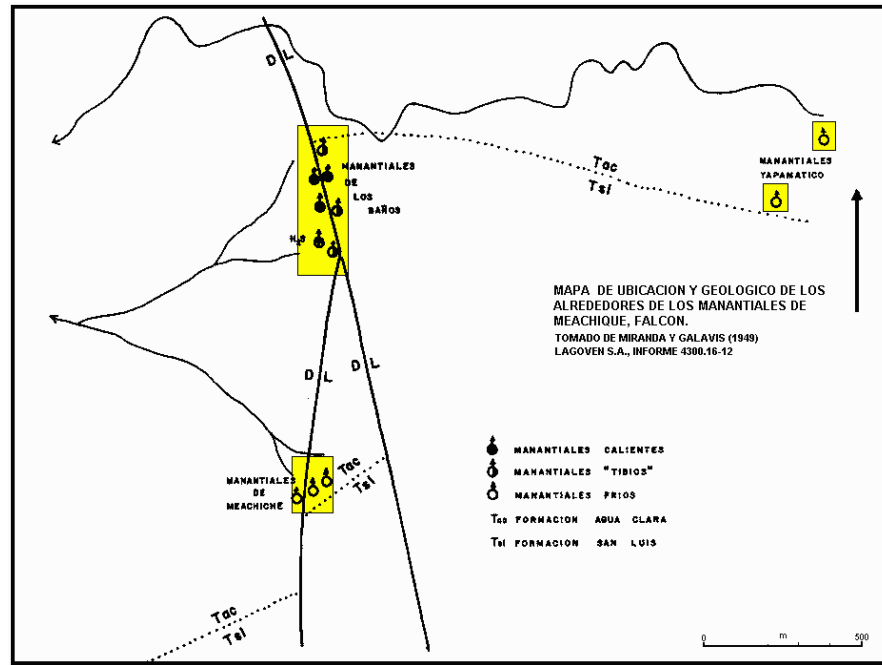 D L
MANANTIALES
DE
LOS
BAÑOS
H2S
Tac
Tsl
MANANTIALES
YAPAMATICO
MAPA DE UBICACION Y GEOLOGICO DE LOS
ALREDEDORES DE LOS MANANTIALES DE
MEACHIQUE, FALCON.
TOMADO DE MIRANDA Y GALAVIS (1949)
LAGOVEN S.A., INFORME 4300.16-12
D L
D L
MANANTIALES
DE
MEACHICHE
Tac
Tsl
MANANTIALES CALIENTES
MANANTIALES "TIBIOS"
MANANTIALES FRIOS
Tac FORMACION AGUA CLARA
Tsl FORMACION SAN LUIS
Tac
Tsl
0 m 500